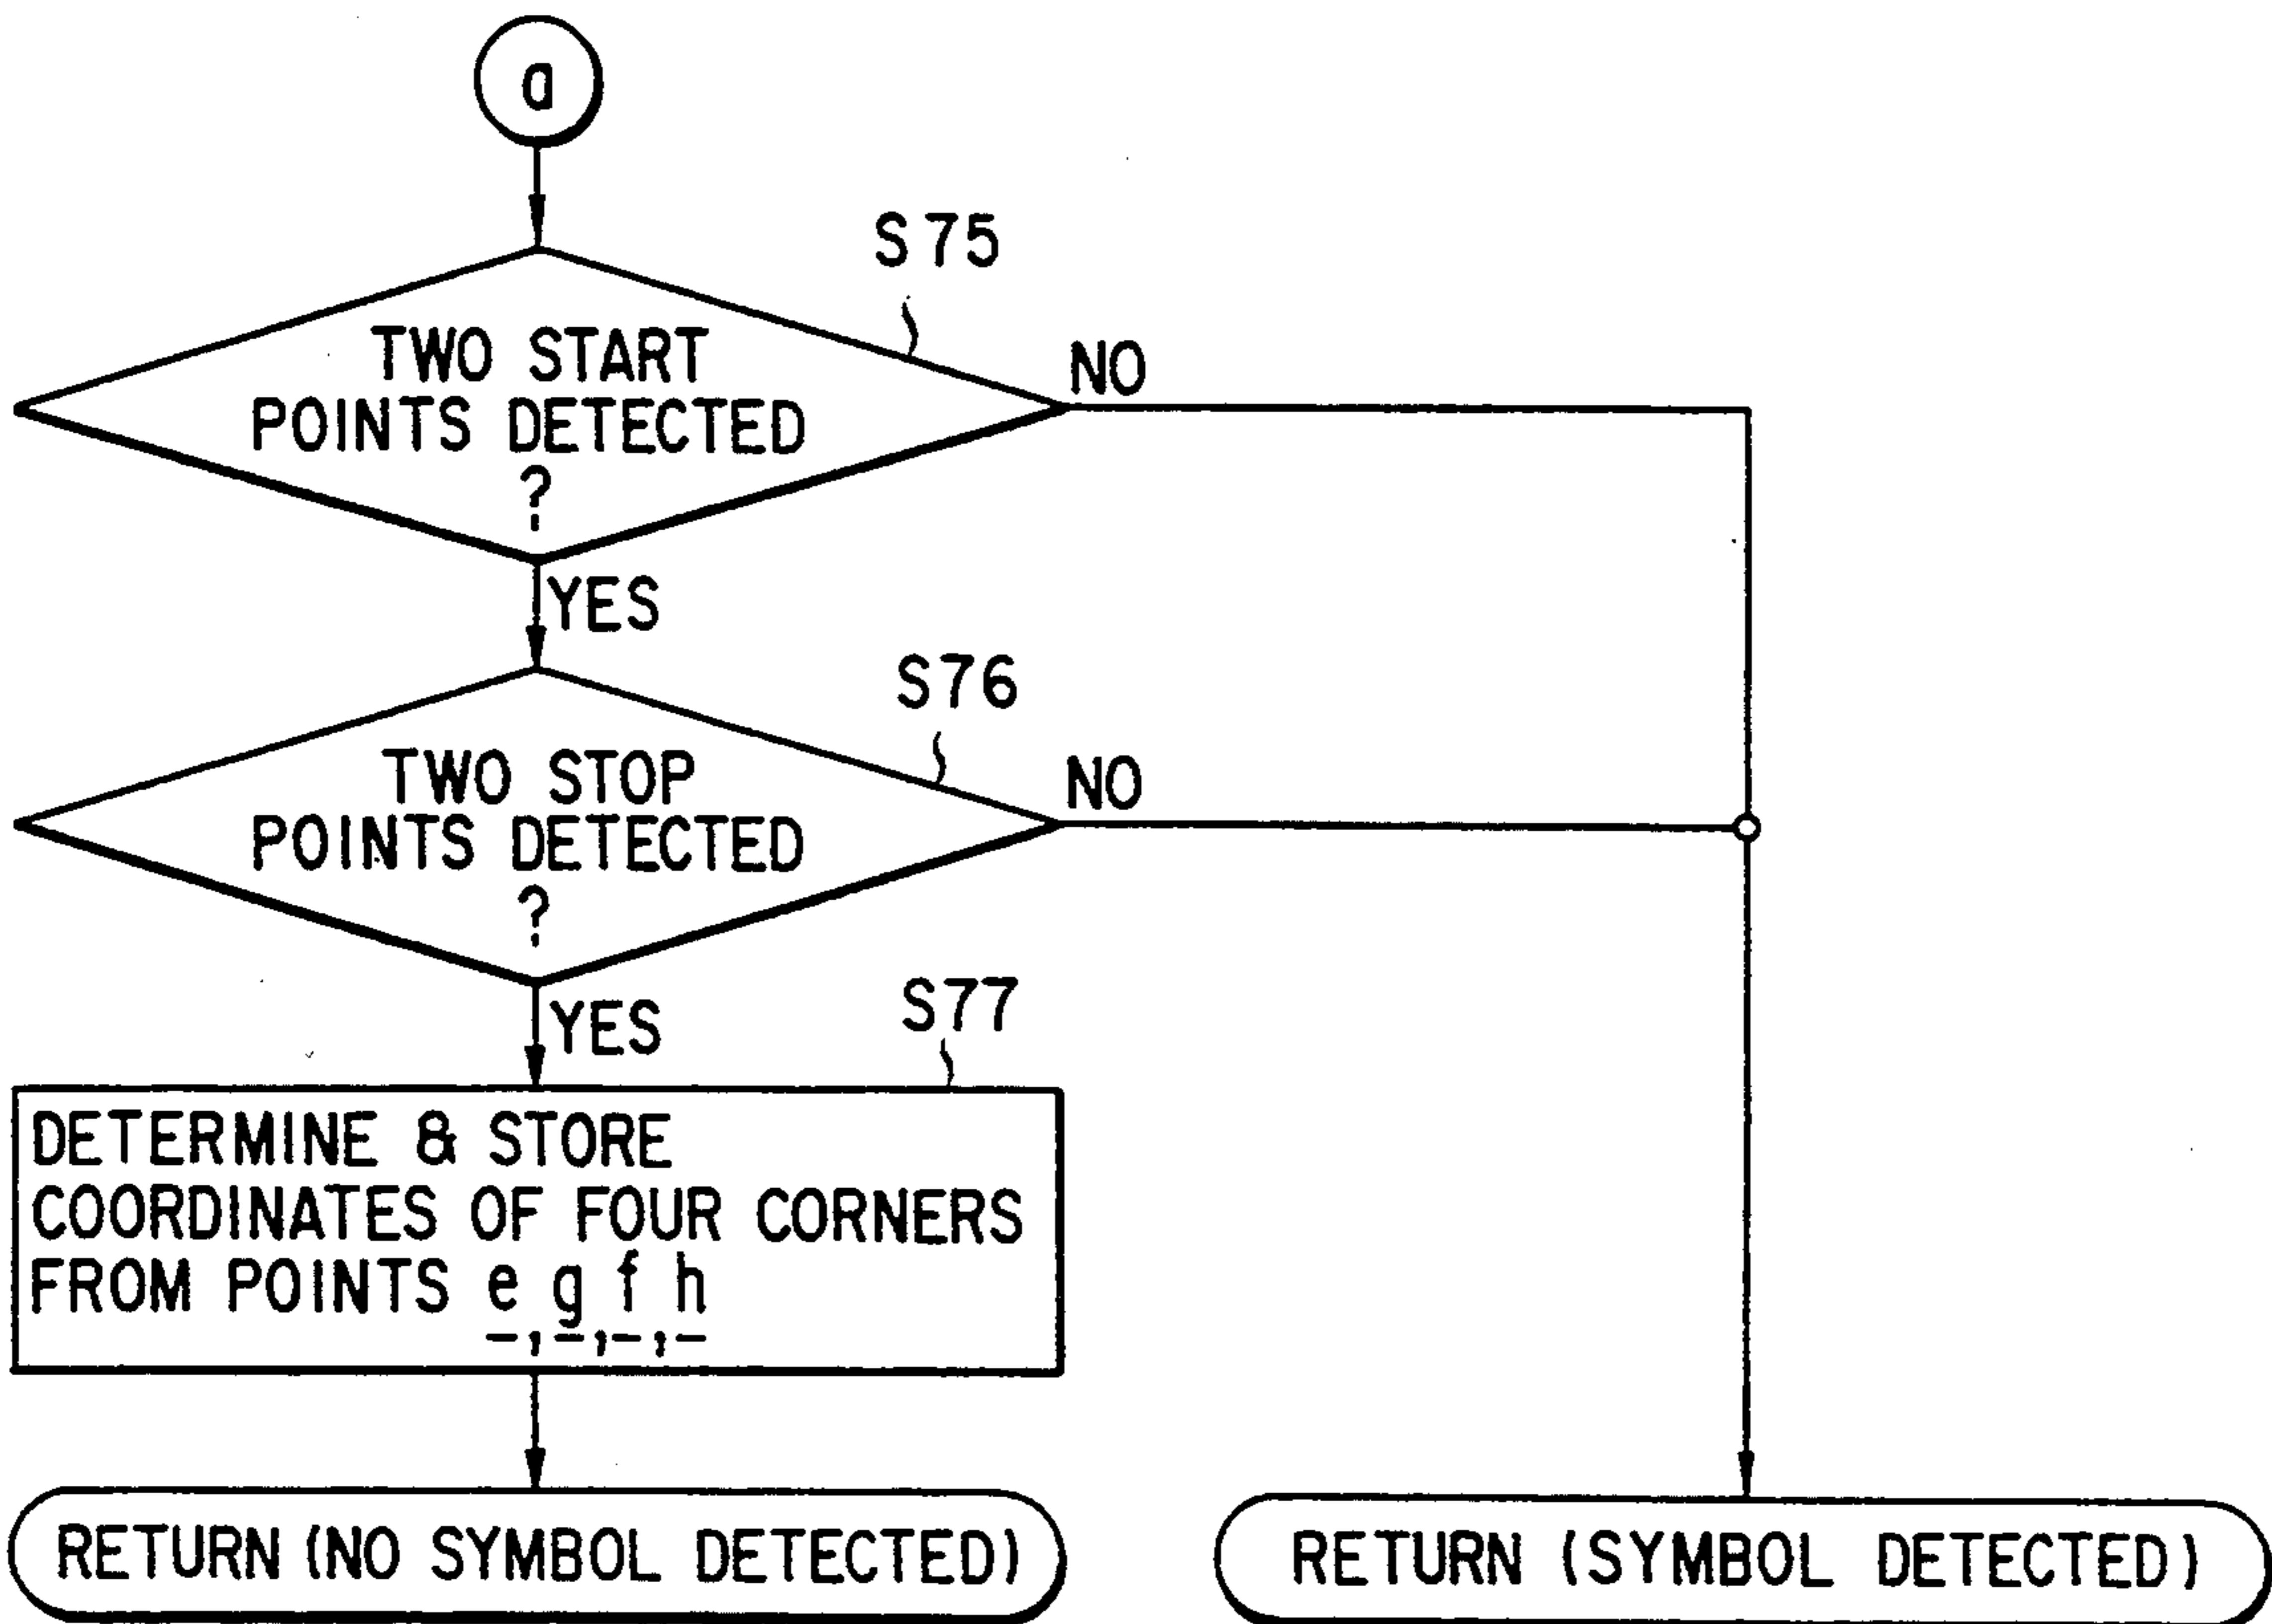 a
S75
TWO START
POINTS DETECTED
?
NO
YES
S76
TWO STOP
POINTS DETECTED
?
NO
YES
S77
DETERMINE & STORE
COORDINATES OF FOUR CORNERS
FROM POINTS e, g, f, h
RETURN (NO SYMBOL DETECTED)
RETURN (SYMBOL DETECTED)